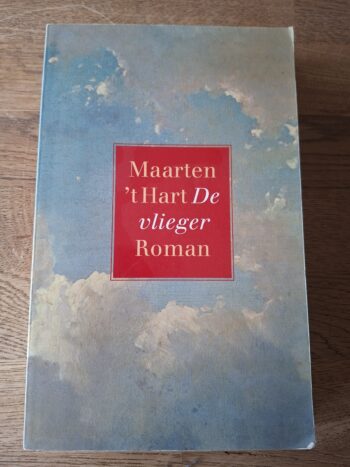 Maarten
’t Hart De
vlieger
Roman